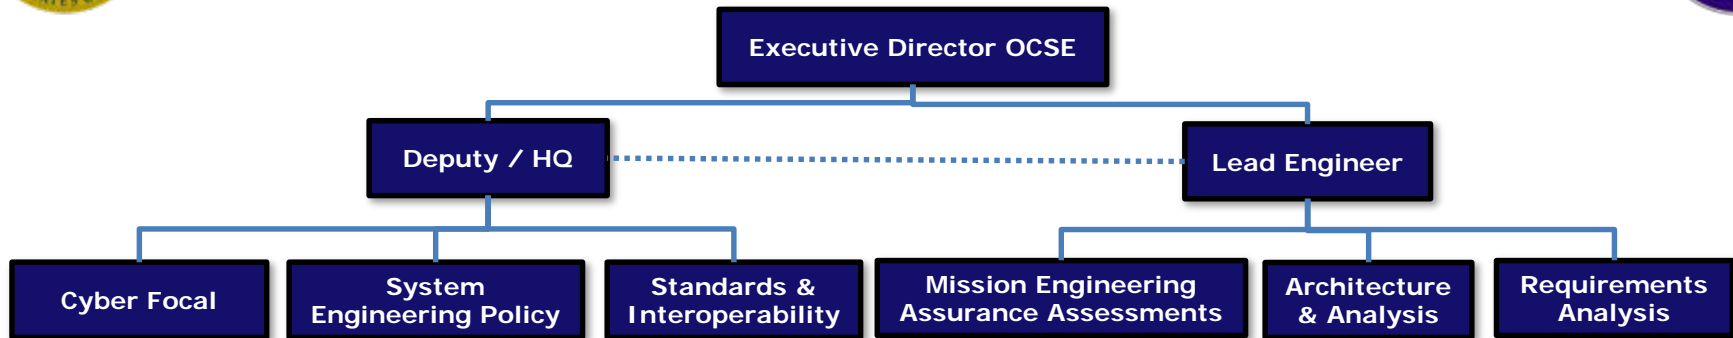 Executive Director OCSE
Deputy / HQ
Lead Engineer
Cyber Focal
System
Engineering Policy
Standards &
Interoperability
Mission Engineering
Assurance Assessments
Architecture
& Analysis
Requirements
Analysis